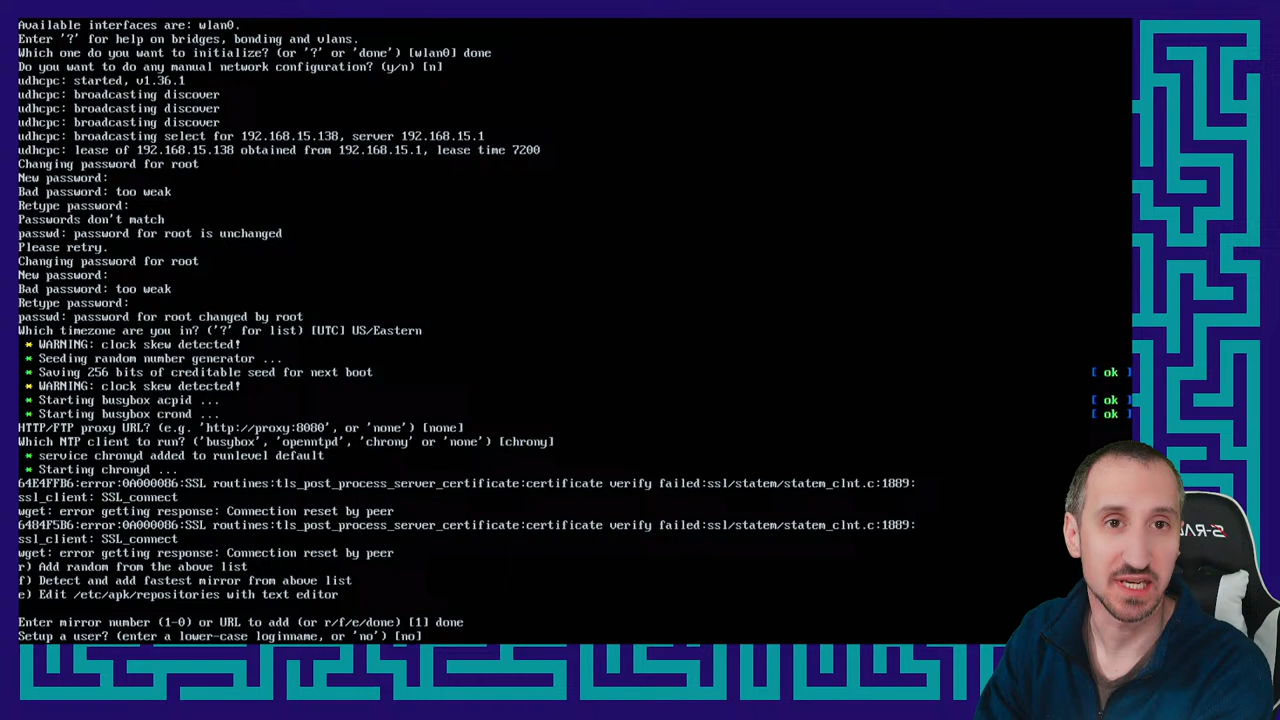 Available interfaces are: wlan0.
Enter '?' for help on bridges, bonding and vlans.
Which one do you want to initialize? (or '?' or 'done') [wlan0] done
Do you want to do any manual network configuration? (y/n) [n]
udhcpc: started, v1.36.1
udhcpc: broadcasting discover
udhcpc: broadcasting discover
udhcpc: broadcasting discover
udhcpc: broadcasting select for 192.168.15.138, server 192.168.15.1
udhcpc: lease of 192.168.15.138 obtained from 192.168.15.1, lease time 7200
Changing password for root
New password:
Bad password: too weak
Retype password:
Passwords don't match
passwd: password for root is unchanged
Please retry.
Changing password for root
New password:
Bad password: too weak
Retype password:
passwd: password for root changed by root
Which timezone are you in? ('?' for list) [UTC] US/Eastern
* WARNING: clock skew detected!
* Seeding random number generator ...
* Saving 256 bits of creditable seed for next boot [ ok ]
* WARNING: clock skew detected!
* Starting busybox acpid ... [ ok ]
* Starting busybox crond ... [ ok ]
HTTP/FTP proxy URL? (e.g. 'http://proxy:8080', or 'none') [none]
Which NTP client to run? ('busybox', 'openntpd', 'chrony' or 'none') [chrony]
* service chronyd added to runlevel default
* Starting chronyd ...
64E4FFB6:error:0A000086:SSL routines:tls_post_process_server_certificate:certificate verify failed:ssl/statem/statem_clnt.c:1889:
ssl_client: SSL_connect
wget: error getting response: Connection reset by peer
6484F5B6:error:0A000086:SSL routines:tls_post_process_server_certificate:certificate verify failed:ssl/statem/statem_clnt.c:1889:
ssl_client: SSL_connect
wget: error getting response: Connection reset by peer
r) Add random from the above list
f) Detect and add fastest mirror from above list
e) Edit /etc/apk/repositories with text editor
Enter mirror number (1-0) or URL to add (or r/f/e/done) [1] done
Setup a user? (enter a lower-case loginname, or 'no') [no]